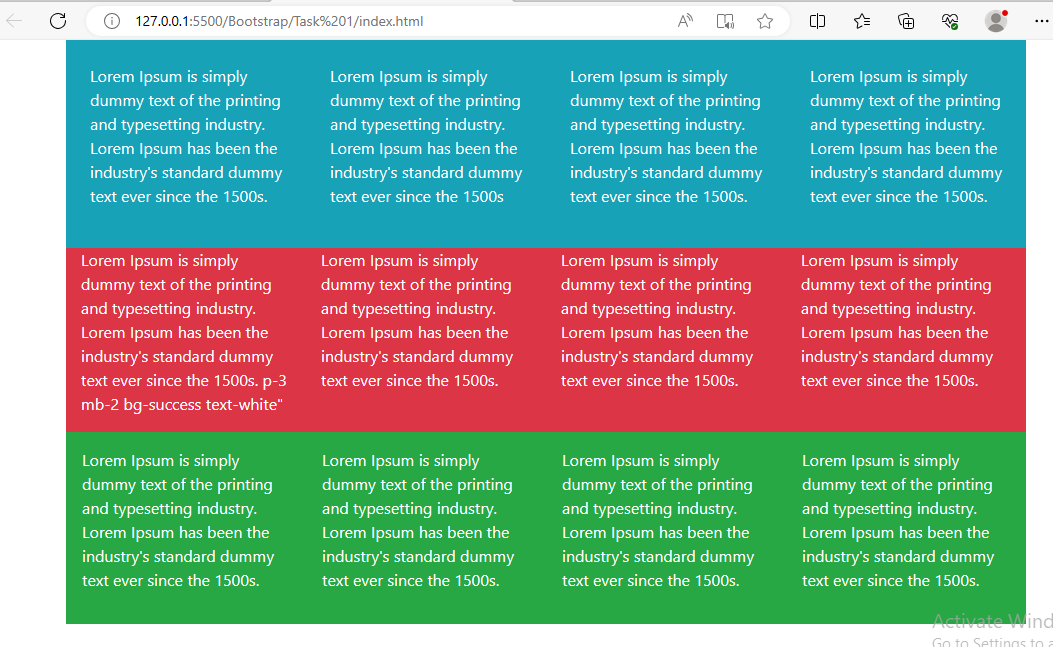 127.0.0.1:5500/Bootstrap/Task%201/index.html
Lorem Ipsum is simply
dummy text of the printing
and typesetting industry.
Lorem Ipsum has been the
industry's standard dummy
text ever since the 1500s.
Lorem Ipsum is simply
dummy text of the printing
and typesetting industry.
Lorem Ipsum has been the
industry's standard dummy
text ever since the 1500s
Lorem Ipsum is simply
dummy text of the printing
and typesetting industry.
Lorem Ipsum has been the
industry's standard dummy
text ever since the 1500s.
Lorem Ipsum is simply
dummy text of the printing
and typesetting industry.
Lorem Ipsum has been the
industry's standard dummy
text ever since the 1500s.
Lorem Ipsum is simply
dummy text of the printing
and typesetting industry.
Lorem Ipsum has been the
industry's standard dummy
text ever since the 1500s. p-3
mb-2 bg-success text-white"
Lorem Ipsum is simply
dummy text of the printing
and typesetting industry.
Lorem Ipsum has been the
industry's standard dummy
text ever since the 1500s.
Lorem Ipsum is simply
dummy text of the printing
and typesetting industry.
Lorem Ipsum has been the
industry's standard dummy
text ever since the 1500s.
Lorem Ipsum is simply
dummy text of the printing
and typesetting industry.
Lorem Ipsum has been the
industry's standard dummy
text ever since the 1500s.
Lorem Ipsum is simply
dummy text of the printing
and typesetting industry.
Lorem Ipsum has been the
industry's standard dummy
text ever since the 1500s.
Lorem Ipsum is simply
dummy text of the printing
and typesetting industry.
Lorem Ipsum has been the
industry's standard dummy
text ever since the 1500s.
Lorem Ipsum is simply
dummy text of the printing
and typesetting industry.
Lorem Ipsum has been the
industry's standard dummy
text ever since the 1500s.
Lorem Ipsum is simply
dummy text of the printing
and typesetting industry.
Lorem Ipsum has been the
industry's standard dummy
text ever since the 1500s.
Activate Wind
Go to Settings to a